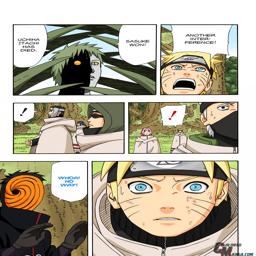 ANOTHER
INTER-
FERENCE!
SASUKE
WON!
UCHIHA
ITACHI
HAS
DIED.
!
!
!
WHOA!
NO
WAY!